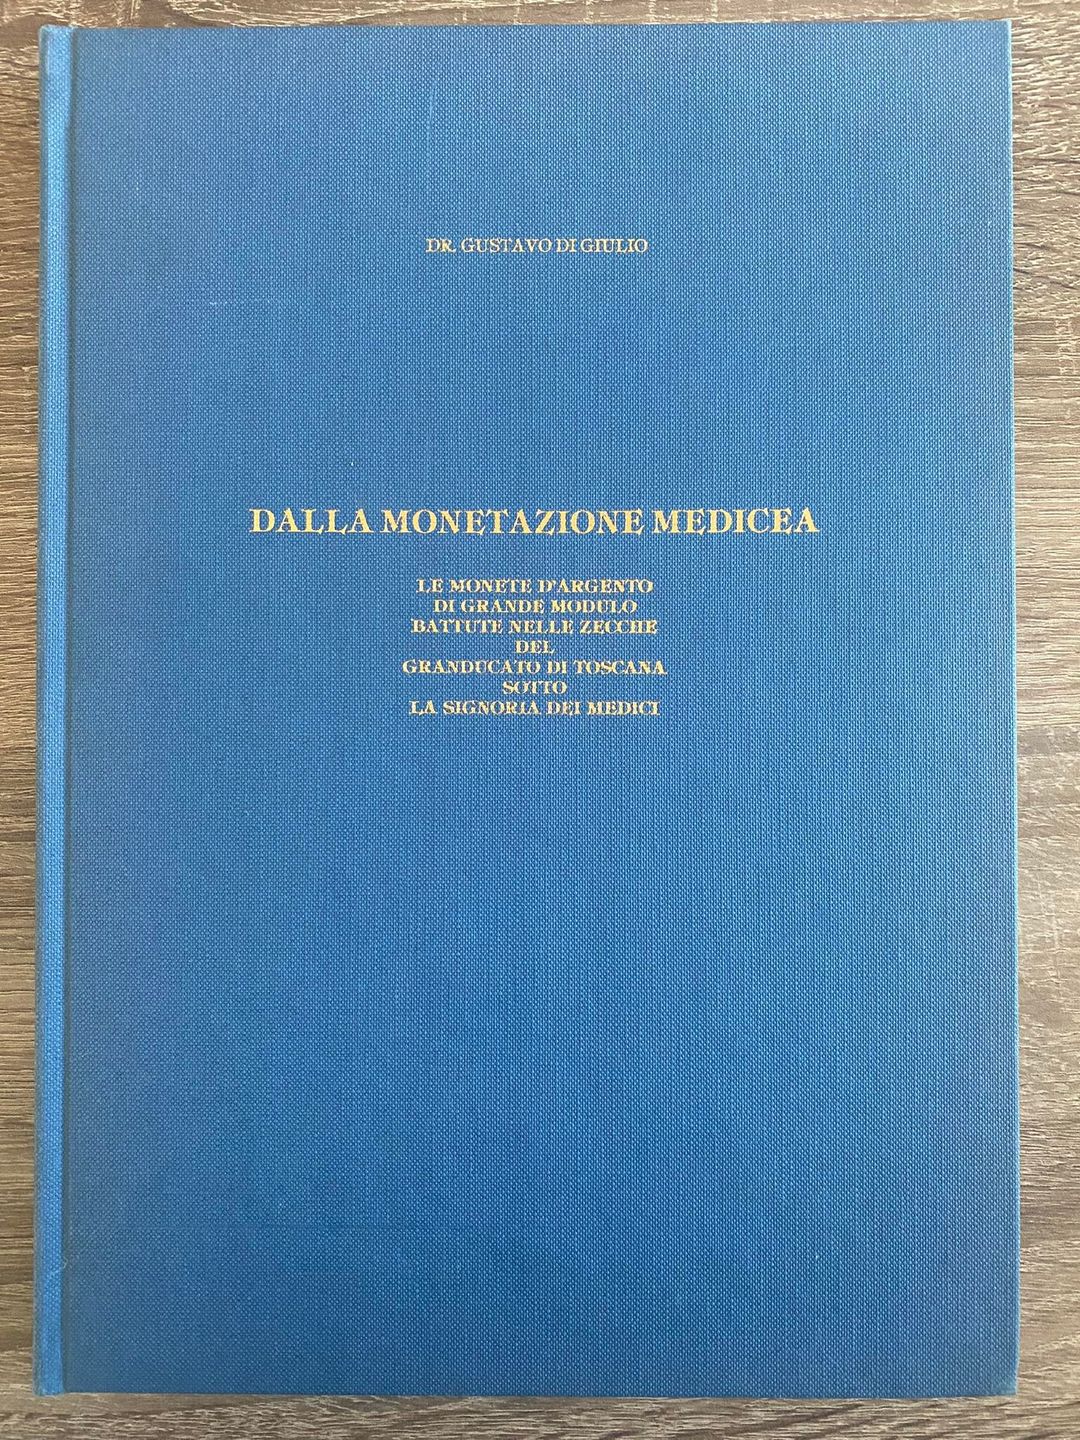 DR. GUSTAVO DI GIULIO
DALLA MONETAZIONE MEDICEA
LE MONETE D'ARGENTO
DI GRANDE MODULO
BATTUTE NELLE ZECCHE
DEL
GRANDUCATO DI TOSCANA
SOTTO
LA SIGNORIA DEI MEDICI